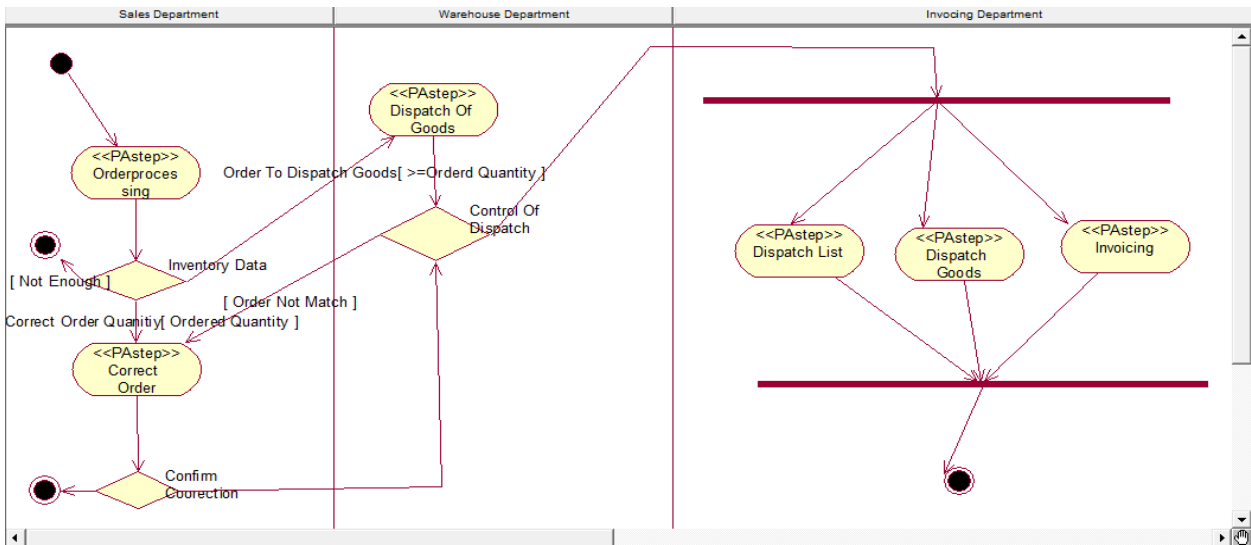 Sales Department
Warehouse Department
Invocing Department
<<PAstep>>
Dispatch Of
Goods
<<PAstep>>
Orderproces
sing
Order To Dispatch Goods[ >=Orderd Quantity ]
Control Of
Dispatch
<<PAstep>>
Dispatch List
<<PAstep>>
Dispatch
Goods
<<PAstep>>
Invoicing
Inventory Data
[ Not Enough ]
[ Order Not Match ]
Correct Order Quanitiy[ Ordered Quantity ]
<<PAstep>>
Correct
Order
Confirm
Coorection